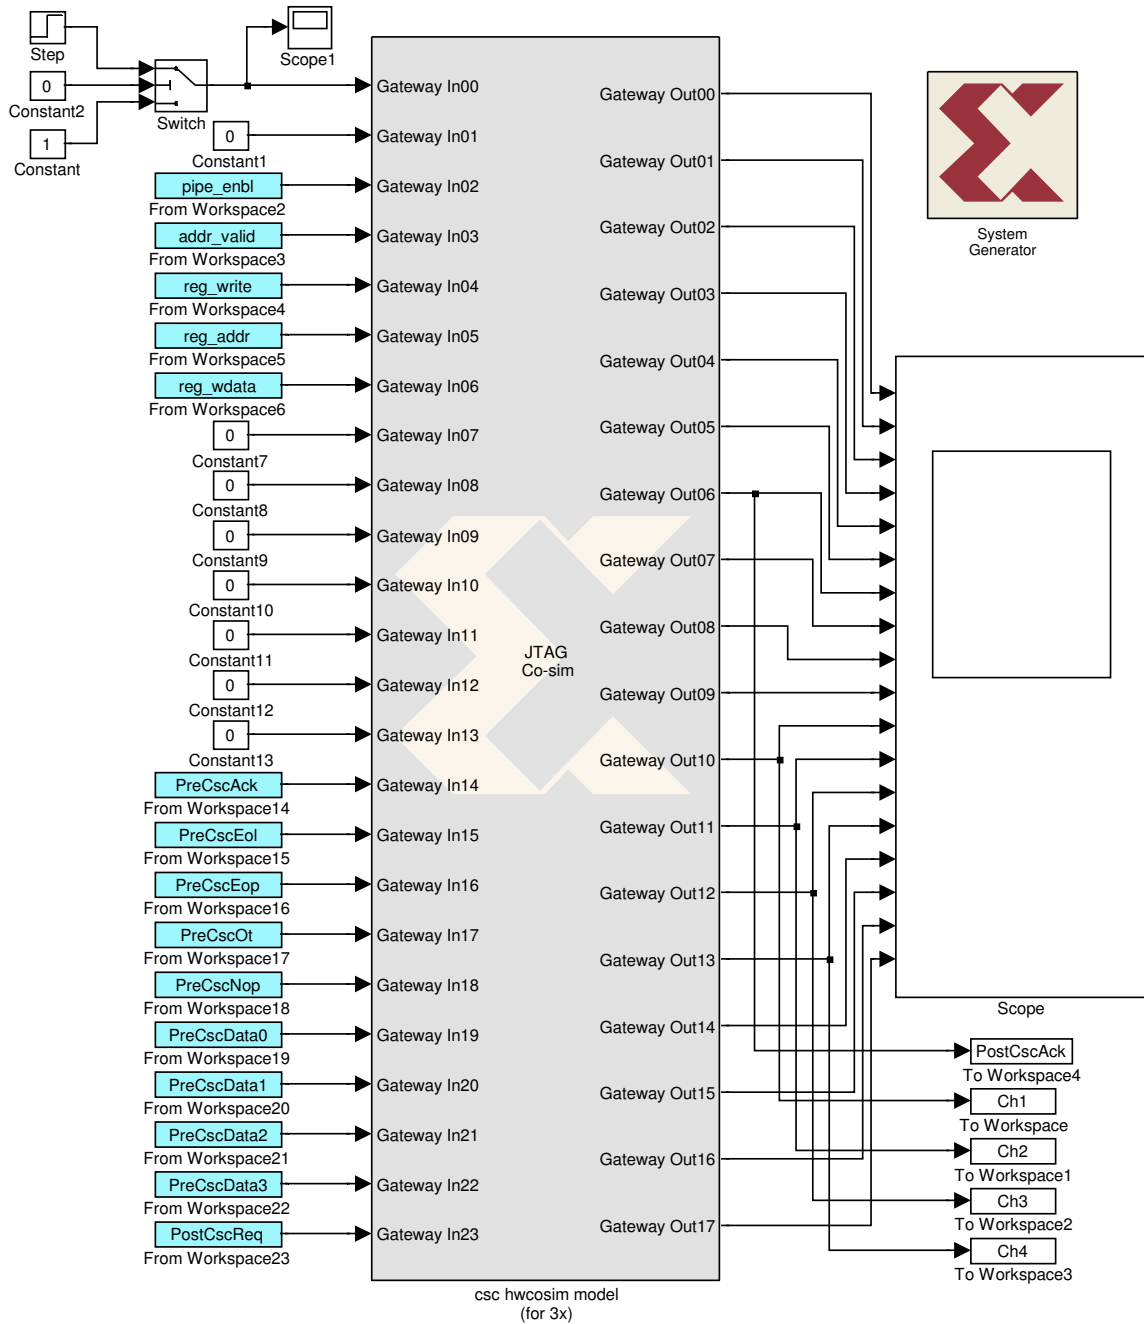 Step
Scope1
0
Constant2
1
Constant
Switch
0
Constant1
pipe_enbl
From Workspace2
addr_valid
From Workspace3
reg_write
From Workspace4
reg_addr
From Workspace5
reg_wdata
From Workspace6
0
Constant7
0
Constant8
0
Constant9
0
Constant10
0
Constant11
0
Constant12
0
Constant13
PreCscAck
From Workspace14
PreCscEol
From Workspace15
PreCscEop
From Workspace16
PreCscOt
From Workspace17
PreCscNop
From Workspace18
PreCscData0
From Workspace19
PreCscData1
From Workspace20
PreCscData2
From Workspace21
PreCscData3
From Workspace22
PostCscReq
From Workspace23
Gateway In00
Gateway In01
Gateway In02
Gateway In03
Gateway In04
Gateway In05
Gateway In06
Gateway In07
Gateway In08
Gateway In09
Gateway In10
Gateway In11
Gateway In12
Gateway In13
Gateway In14
Gateway In15
Gateway In16
Gateway In17
Gateway In18
Gateway In19
Gateway In20
Gateway In21
Gateway In22
Gateway In23
JTAG
Co-sim
Gateway Out00
Gateway Out01
Gateway Out02
Gateway Out03
Gateway Out04
Gateway Out05
Gateway Out06
Gateway Out07
Gateway Out08
Gateway Out09
Gateway Out10
Gateway Out11
Gateway Out12
Gateway Out13
Gateway Out14
Gateway Out15
Gateway Out16
Gateway Out17
csc hwcosim model
(for 3x)
System
Generator
Scope
PostCscAck
To Workspace4
Ch1
To Workspace
Ch2
To Workspace1
Ch3
To Workspace2
Ch4
To Workspace3